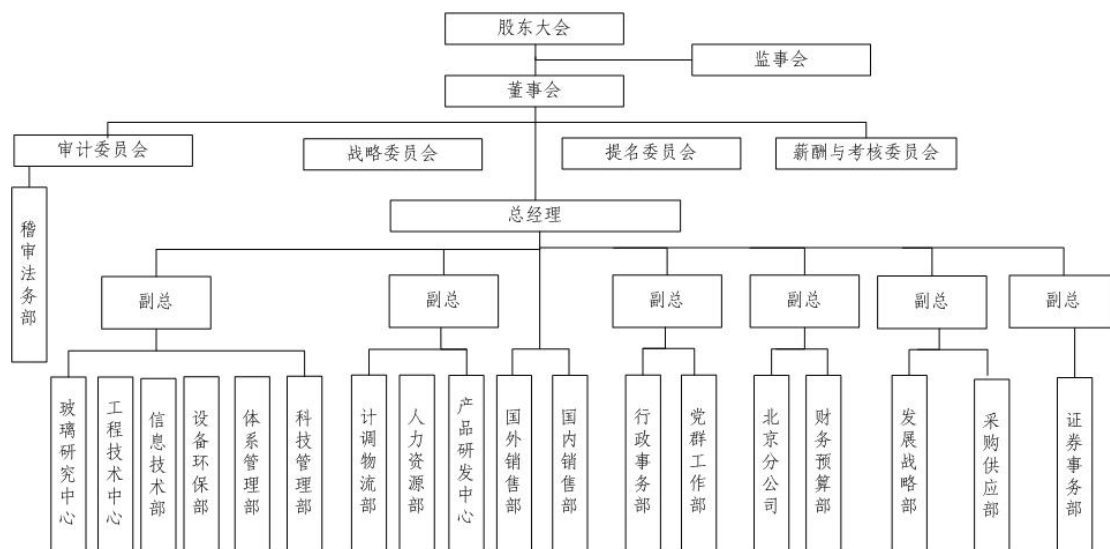 股东大会
监事会
董事会
审计委员会
战略委员会
提名委员会
薪酬与考核委员会
稽审法务部
总经理
副总
副总
副总
副总
副总
副总
玻璃研究中心
工程技术中心
信息技术部
设备环保部
体系管理部
科技管理部
计调物流部
人力资源部
产品研发中心
国外销售部
国内销售部
行政事务部
党群工作部
北京分公司
财务预算部
发展战略部
采购供应部
证券事务部